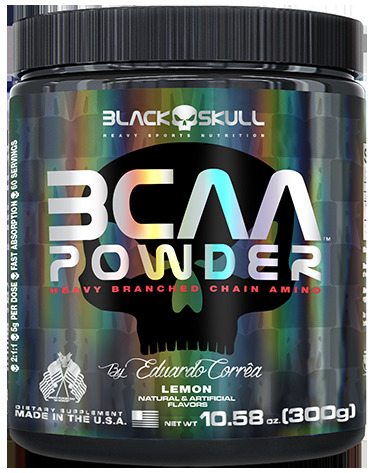 BLACK SKULL
HEAVY SPORTS NUTRITION
BCAA
POWDER™
HEAVY BRANCHED CHAIN AMINO
2:1:1 5g PER DOSE FAST ABSORPTION 60 SERVINGS
By Eduardo Corrêa
LEMON
NATURAL & ARTIFICIAL
FLAVORS
DIETARY SUPPLEMENT
MADE IN THE U.S.A.
NET WT 10.58 oz.(300g)